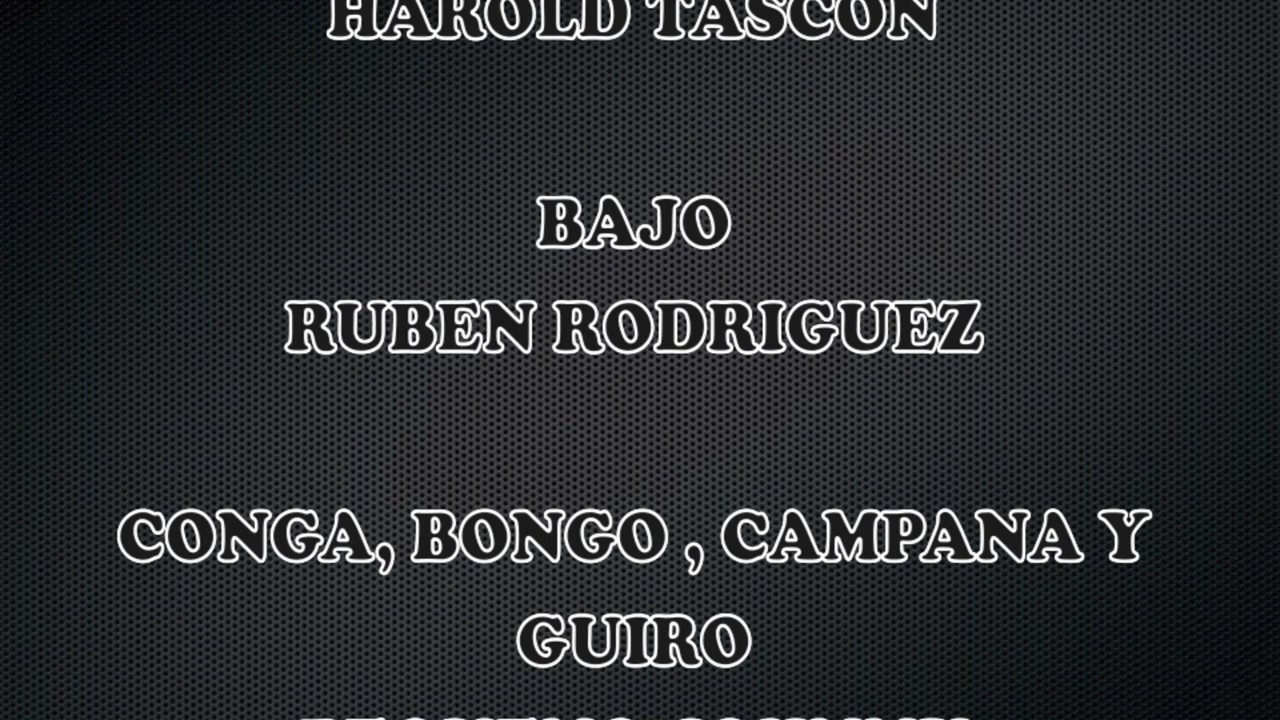 HAROLD TASCON
BAJO
RUBEN RODRIGUEZ
CONGA, BONGO , CAMPANA Y
GUIRO